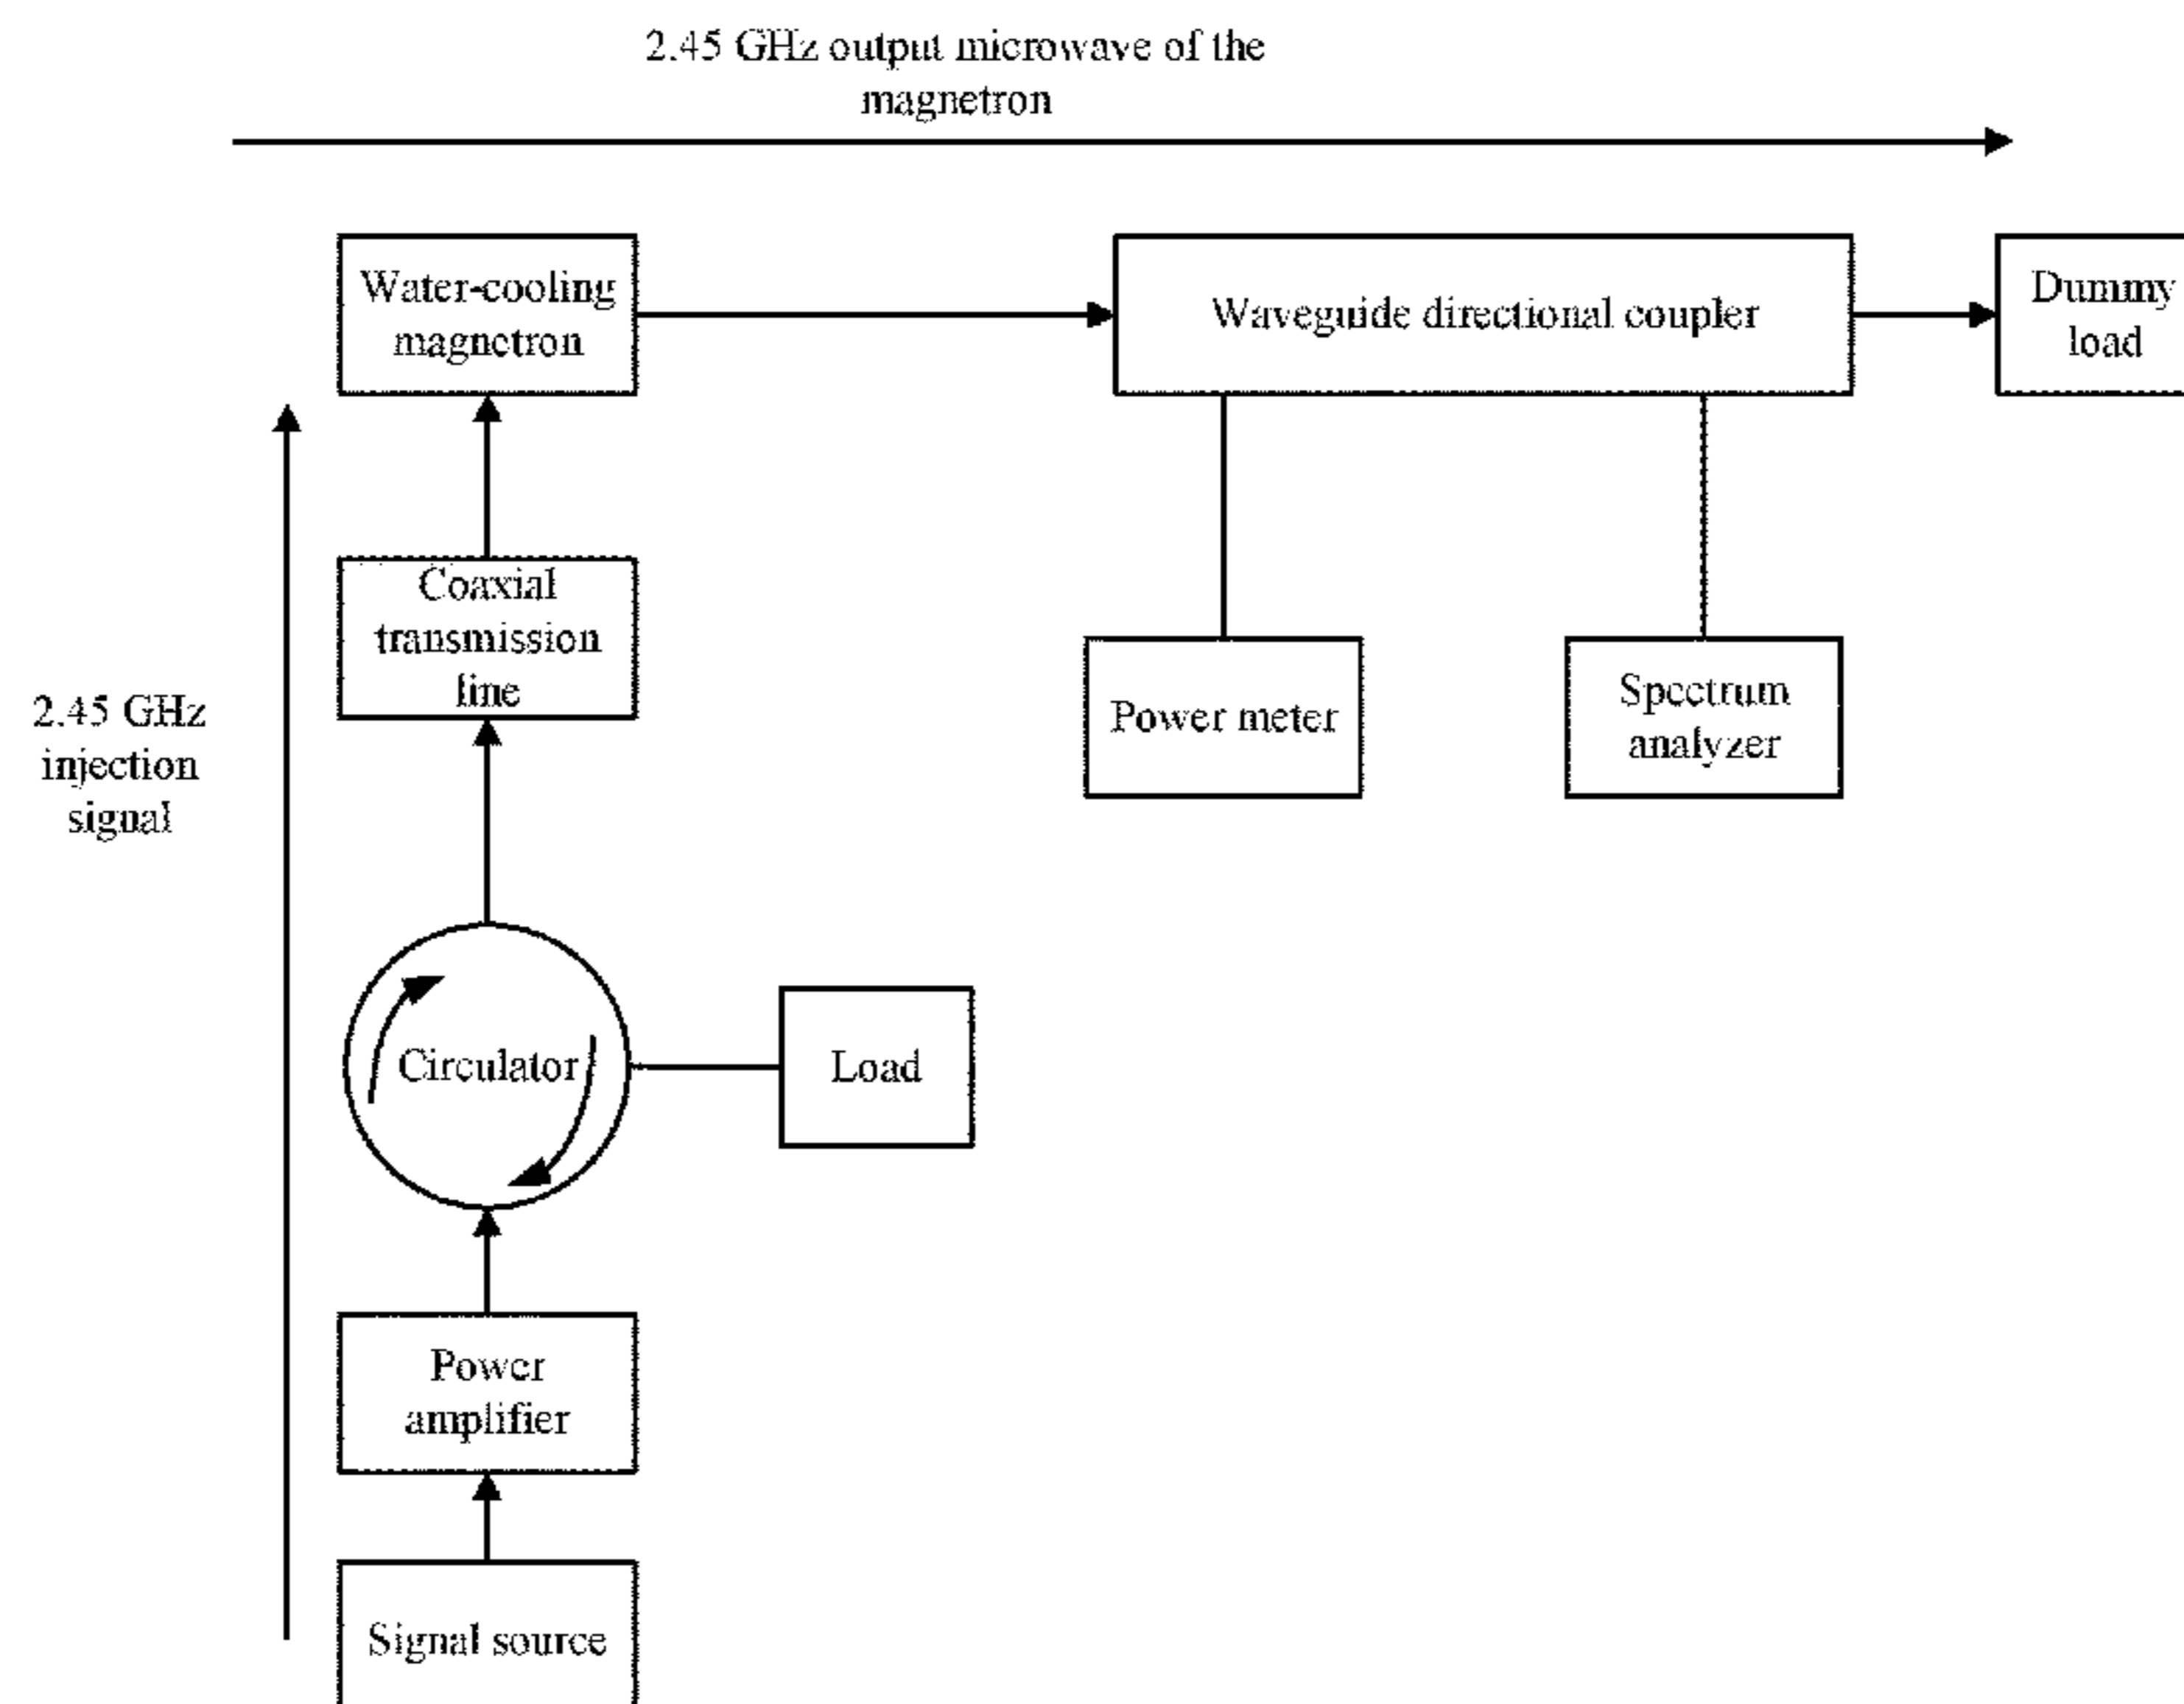 2.45 GHz output microwave of the
magnetron
Water-cooling
magnetron
Waveguide directional coupler
Dummy
load
Coaxial
transmission
line
2.45 GHz
injection
signal
Power meter
Spectrum
analyzer
Circulator
Load
Power
amplifier
Signal source